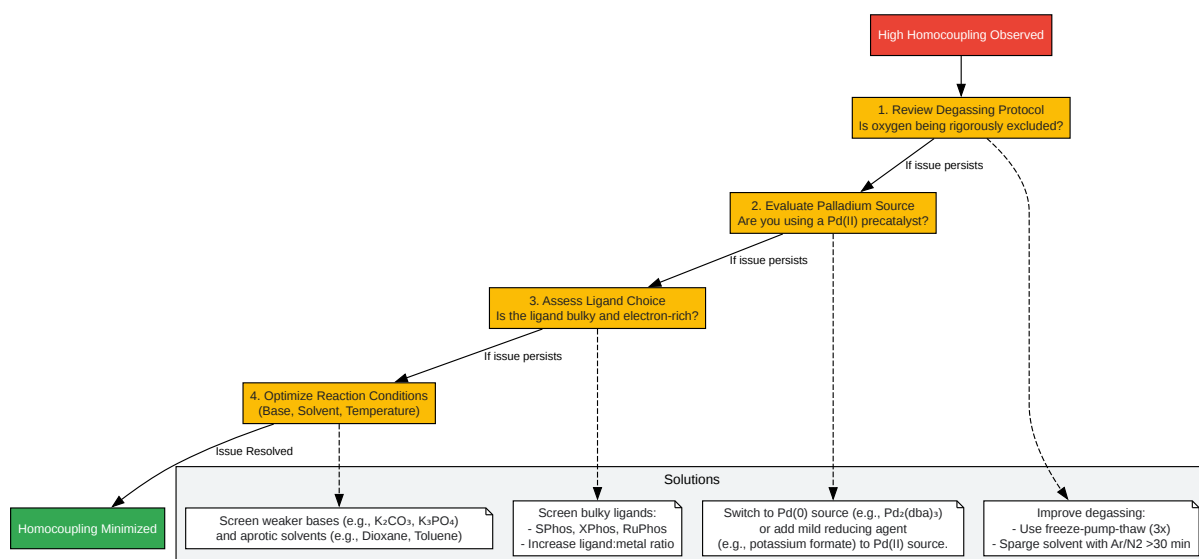 High Homocoupling Observed
1. Review Degassing Protocol
Is oxygen being rigorously excluded?
If issue persists
2. Evaluate Palladium Source
Are you using a Pd(II) precatalyst?
If issue persists
3. Assess Ligand Choice
Is the ligand bulky and electron-rich?
If issue persists
4. Optimize Reaction Conditions
(Base, Solvent, Temperature)
Issue Resolved
Homocoupling Minimized
Solutions
Screen weaker bases (e.g., K₂CO₃, K₃PO₄)
and aprotic solvents (e.g., Dioxane, Toluene)
Screen bulky ligands:
- SPhos, XPhos, RuPhos
- Increase ligand:metal ratio
Switch to Pd(0) source (e.g., Pd₂(dba)₃)
or add mild reducing agent
(e.g., potassium formate) to Pd(II) source.
Improve degassing:
- Use freeze-pump-thaw (3x)
- Sparge solvent with Ar/N2 >30 min